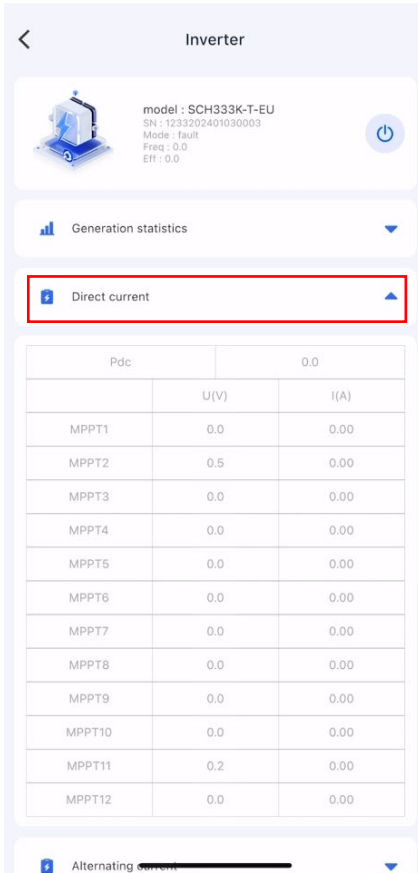 Inverter
model : SCH333K-T-EU
SN : 1233202401030003
Mode : fault
Freq : 0.0
Eff : 0.0
Generation statistics
Direct current
Pdc 0.0
U(V) I(A)
MPPT1 0.0 0.00
MPPT2 0.5 0.00
MPPT3 0.0 0.00
MPPT4 0.0 0.00
MPPT5 0.0 0.00
MPPT6 0.0 0.00
MPPT7 0.0 0.00
MPPT8 0.0 0.00
MPPT9 0.0 0.00
MPPT10 0.0 0.00
MPPT11 0.2 0.00
MPPT12 0.0 0.00
Alternating current